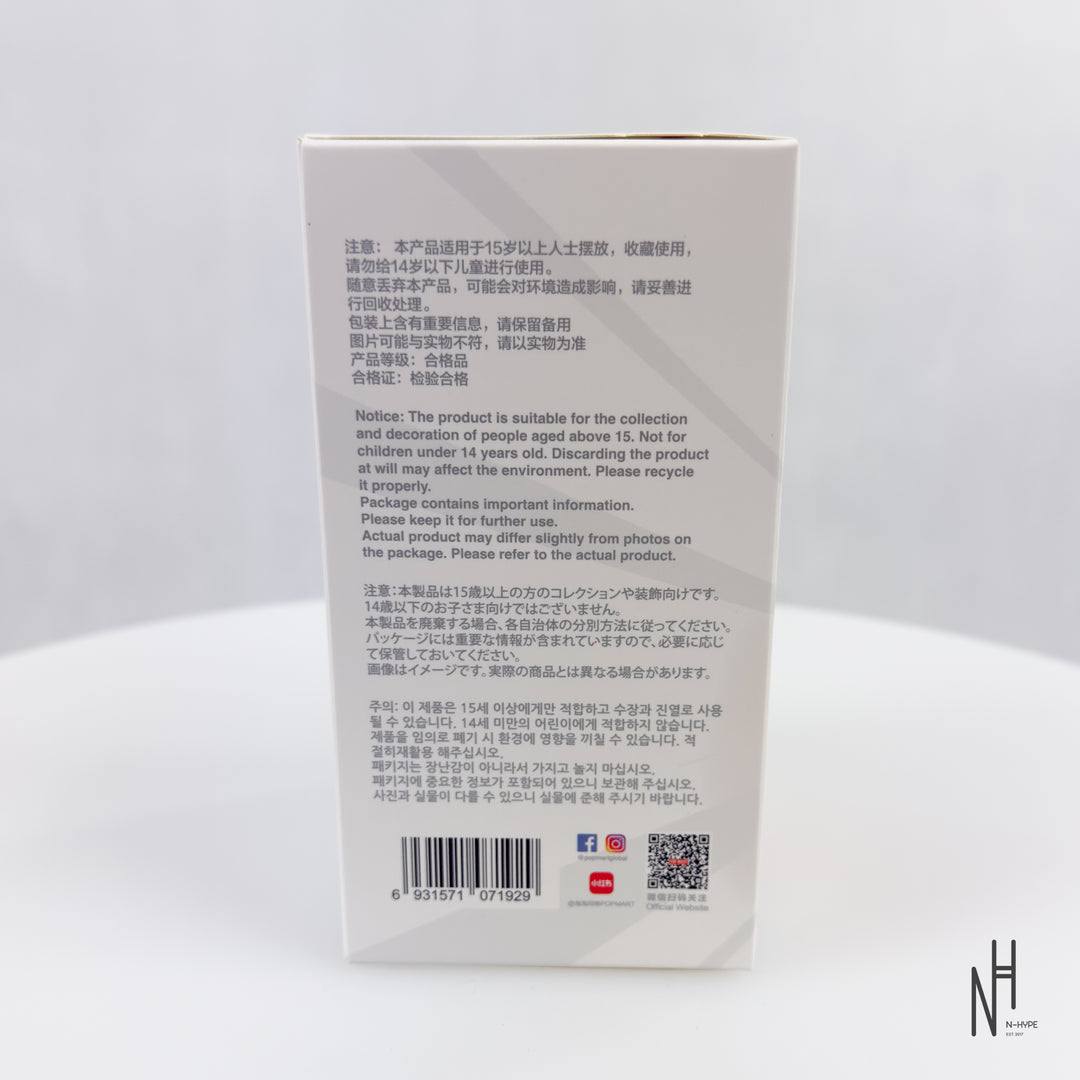 注意： 本产品适用于15岁以上人士摆放，收藏使用，
请勿给14岁以下儿童进行使用。
随意丢弃本产品，可能会对环境造成影响，请妥善进
行回收处理。
包装上含有重要信息，请保留备用
图片可能与实物不符，请以实物为准
产品等级：合格品
合格证：检验合格
Notice: The product is suitable for the collection
and decoration of people aged above 15. Not for
children under 14 years old. Discarding the product
at will may affect the environment. Please recycle
it properly.
Package contains important information.
Please keep it for further use.
Actual product may differ slightly from photos on
the package. Please refer to the actual product.
注意：本製品は15歳以上の方のコレクションや装飾向けです。
14歳以下のお子さま向けではございません。
本製品を廃棄する場合、各自治体の分別方法に従ってください。
パッケージには重要な情報が含まれていますので、必要に応じ
て保管しておいてください。
画像はイメージです。実際の商品とは異なる場合があります。
주의: 이 제품은 15세 이상에게만 적합하고 수장과 진열로 사용
될 수 있습니다. 14세 미만의 어린이에게 적합하지 않습니다.
제품을 임의로 폐기 시 환경에 영향을 끼칠 수 있습니다. 적
절히재활용 해주십시오.
패키지는 장난감이 아니라서 가지고 놀지 마십시오.
패키지에 중요한 정보가 포함되어 있으니 보관해 주십시오.
사진과 실물이 다를 수 있으니 실물에 준해 주시기 바랍니다.
6 931571 071929
@popmartglobal
小红书
POPMART
微信扫码关注
Official Website
NH
N-HYPE
EST 2017